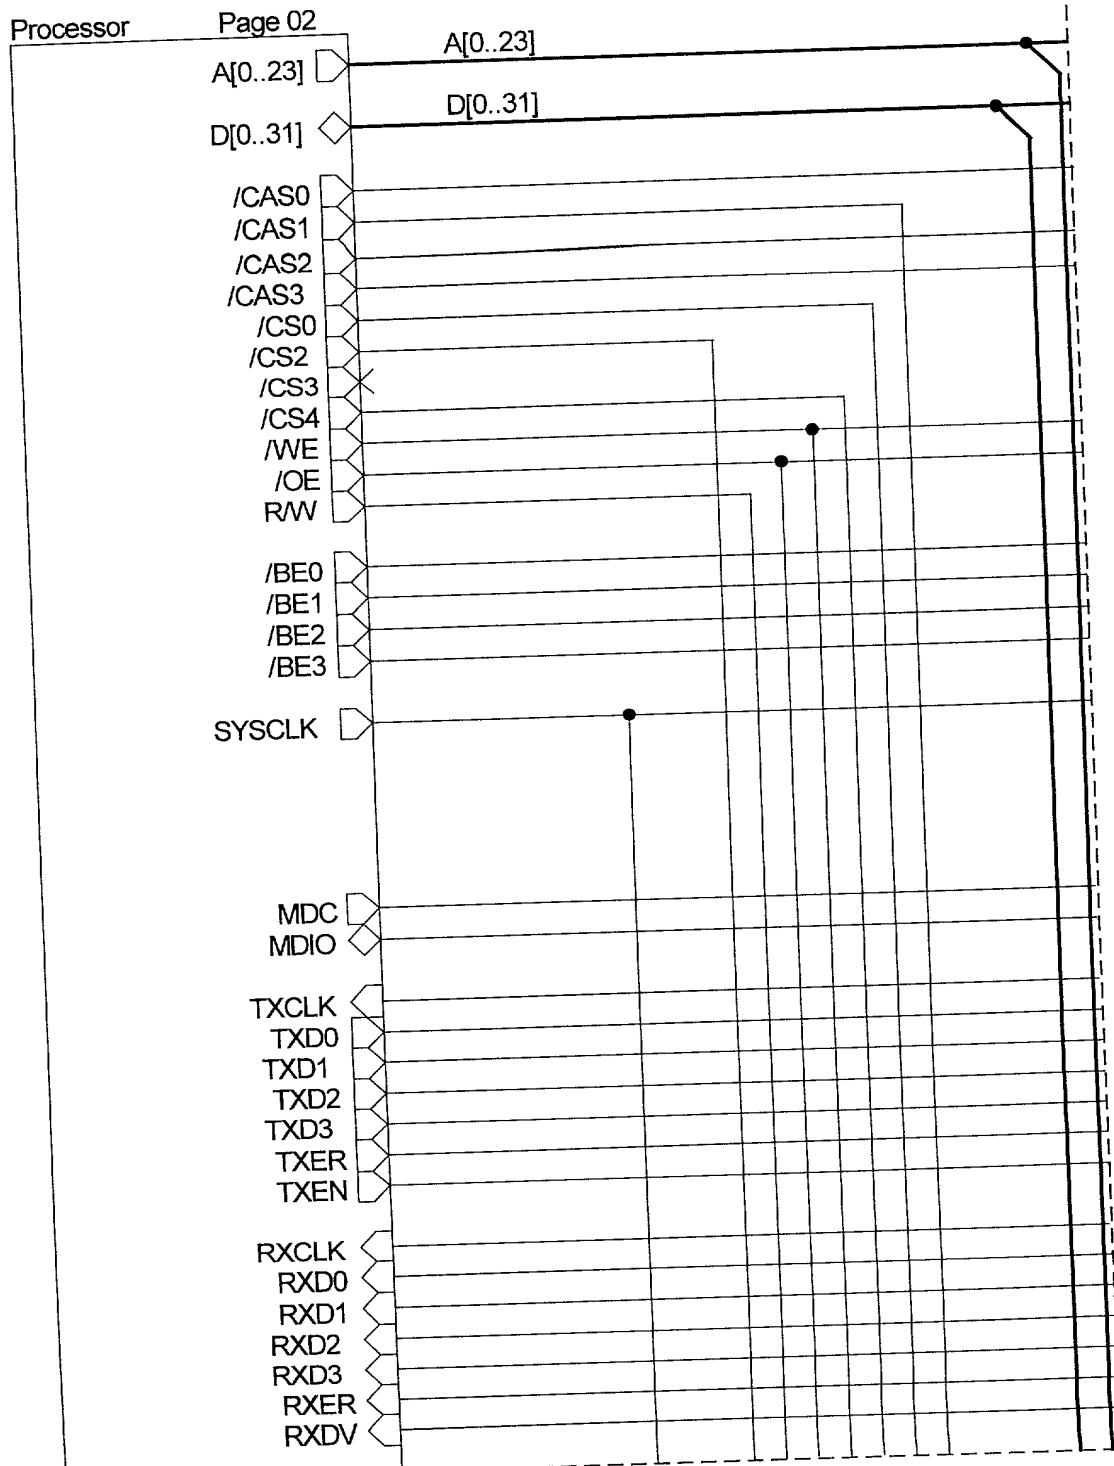 Processor Page 02
A[0..23] A[0..23]
D[0..31] D[0..31]
/CAS0
/CAS1
/CAS2
/CAS3
/CS0
/CS2
/CS3
/CS4
/WE
/OE
R/W
/BE0
/BE1
/BE2
/BE3
SYSCLK
MDC
MDIO
TXCLK
TXD0
TXD1
TXD2
TXD3
TXER
TXEN
RXCLK
RXD0
RXD1
RXD2
RXD3
RXER
RXDV